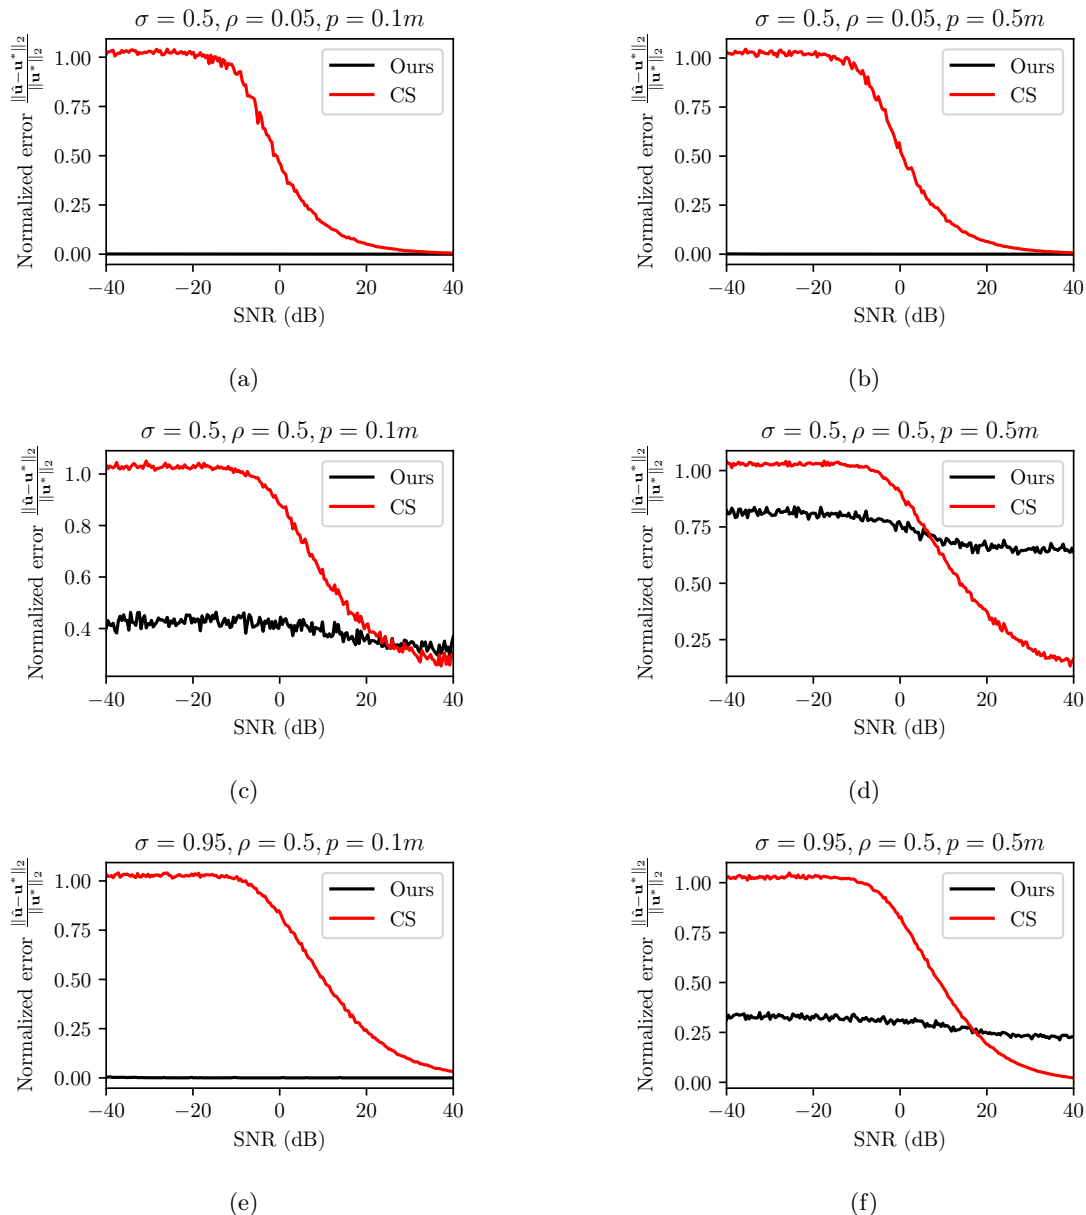 σ = 0.5, ρ = 0.05, p = 0.1m
Normalized error ‖û−u*‖₂ / ‖u*‖₂
1.00
0.75
0.50
0.25
0.00
Ours
CS
−40 −20 0 20 40
SNR (dB)
(a)
σ = 0.5, ρ = 0.05, p = 0.5m
Normalized error ‖û−u*‖₂ / ‖u*‖₂
1.00
0.75
0.50
0.25
0.00
Ours
CS
−40 −20 0 20 40
SNR (dB)
(b)
σ = 0.5, ρ = 0.5, p = 0.1m
Normalized error ‖û−u*‖₂ / ‖u*‖₂
1.0
0.8
0.6
0.4
Ours
CS
−40 −20 0 20 40
SNR (dB)
(c)
σ = 0.5, ρ = 0.5, p = 0.5m
Normalized error ‖û−u*‖₂ / ‖u*‖₂
1.00
0.75
0.50
0.25
Ours
CS
−40 −20 0 20 40
SNR (dB)
(d)
σ = 0.95, ρ = 0.5, p = 0.1m
Normalized error ‖û−u*‖₂ / ‖u*‖₂
1.00
0.75
0.50
0.25
0.00
Ours
CS
−40 −20 0 20 40
SNR (dB)
(e)
σ = 0.95, ρ = 0.5, p = 0.5m
Normalized error ‖û−u*‖₂ / ‖u*‖₂
1.00
0.75
0.50
0.25
0.00
Ours
CS
−40 −20 0 20 40
SNR (dB)
(f)